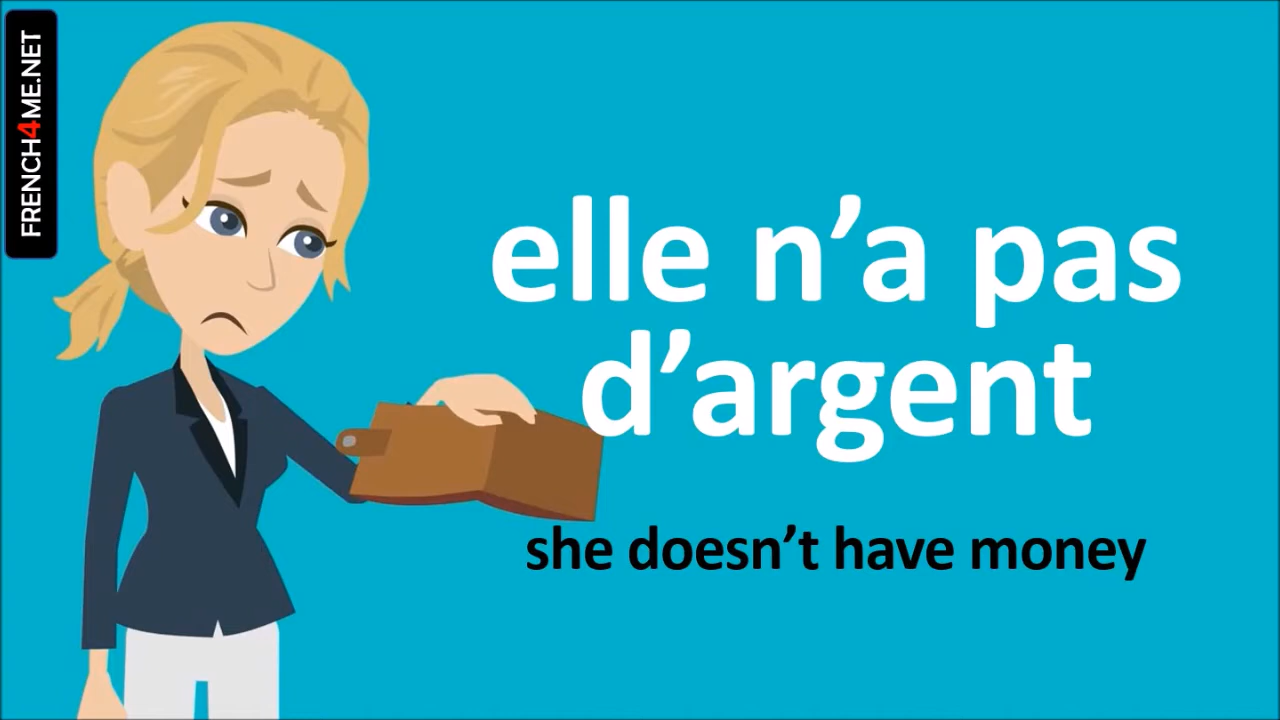 FRENCH4ME.NET
elle n’a pas
d’argent
she doesn’t have money